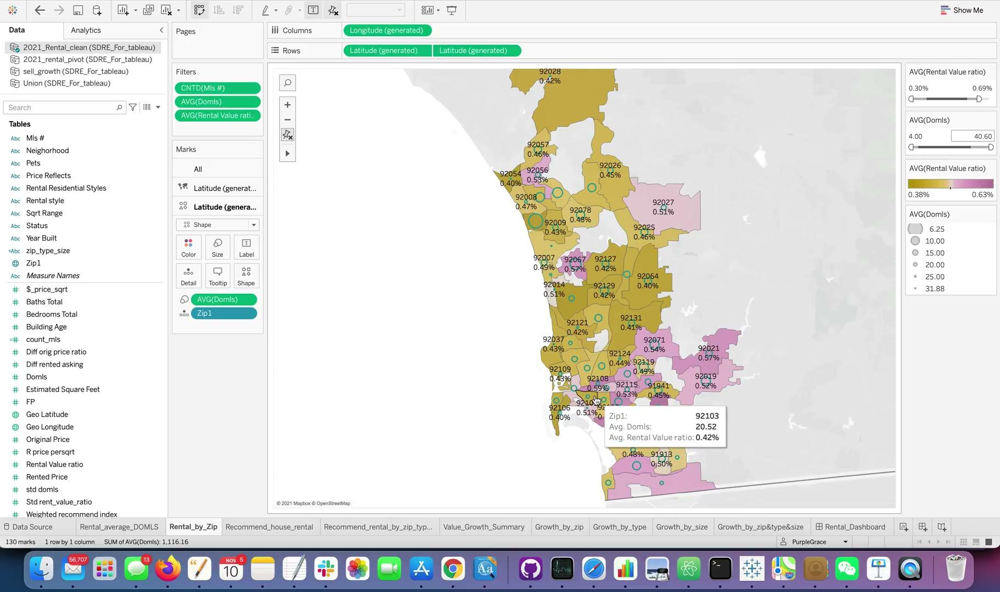 Show Me
Data
Analytics
2021_Rental_clean (SDRE_For_tableau)
2021_rental_pivot (SDRE_For_tableau)
sell_growth (SDRE_For_tableau)
Union (SDRE_For_tableau)
Search
Tables
Abc Mls #
Abc Neighorhood
Abc Pets
Abc Price Reflects
Abc Rental Residential Styles
Abc Rental style
Abc Sqrt Range
Abc Status
Abc Year Built
=Abc zip_type_size
Zip1
Abc Measure Names
# $_price_sqrt
# Baths Total
# Bedrooms Total
# Building Age
=# count_mls
# Diff orig price ratio
# Diff rented asking
# Domls
# Estimated Square Feet
# FP
Geo Latitude
Geo Longitude
# Original Price
# R price persqrt
# Rental Value ratio
# Rented Price
# std domls
# Std rent_value_ratio
# Weighted recommend index
Pages
Filters
CNTD(Mls #)
AVG(Domls)
AVG(Rental Value rati..
Marks
All
Latitude (generat...
Latitude (genera...
Shape
Color
Size
Label
Detail
Tooltip
Shape
AVG(Domls)
Zip1
Columns
Longitude (generated)
Rows
Latitude (generated)
Latitude (generated)
92028
0.42%
92057
0.46%
92056
0.53%
92054
0.40%
92026
0.45%
92008
0.47%
92078
0.48%
92027
0.51%
92009
0.43%
92025
0.46%
92007
0.49%
92067
0.57%
92127
0.42%
92064
0.40%
92014
0.51%
92129
0.42%
92121
0.42%
92131
0.41%
92037
0.43%
92071
0.54%
92021
0.57%
92124
0.44%
92119
0.49%
92109
0.43%
92108
0.59%
92115
0.53%
91941
0.45%
92019
0.52%
92106
0.40%
0.51%
Zip1: 92103
Avg. Domls: 20.52
Avg. Rental Value ratio: 0.42%
0.48%
91913
0.50%
© 2021 Mapbox © OpenStreetMap
AVG(Rental Value ratio)
0.30% 0.69%
AVG(Domls)
4.00 40.60
AVG(Rental Value ratio)
0.38% 0.63%
AVG(Domls)
6.25
10.00
15.00
20.00
25.00
31.88
Data Source
Rental_average_DOMLS
Rental_by_Zip
Recommend_house_rental
Recommend_rental_by_zip_typ...
Value_Growth_Summary
Growth_by_zip
Growth_by_type
Growth_by_size
Growth_by_zip&type&size
Rental_Dashboard
130 marks
1 row by 1 column
SUM of AVG(Domls): 1,116.16
PurpleGrace
56,707
13
NOV
5
10
Aa
280